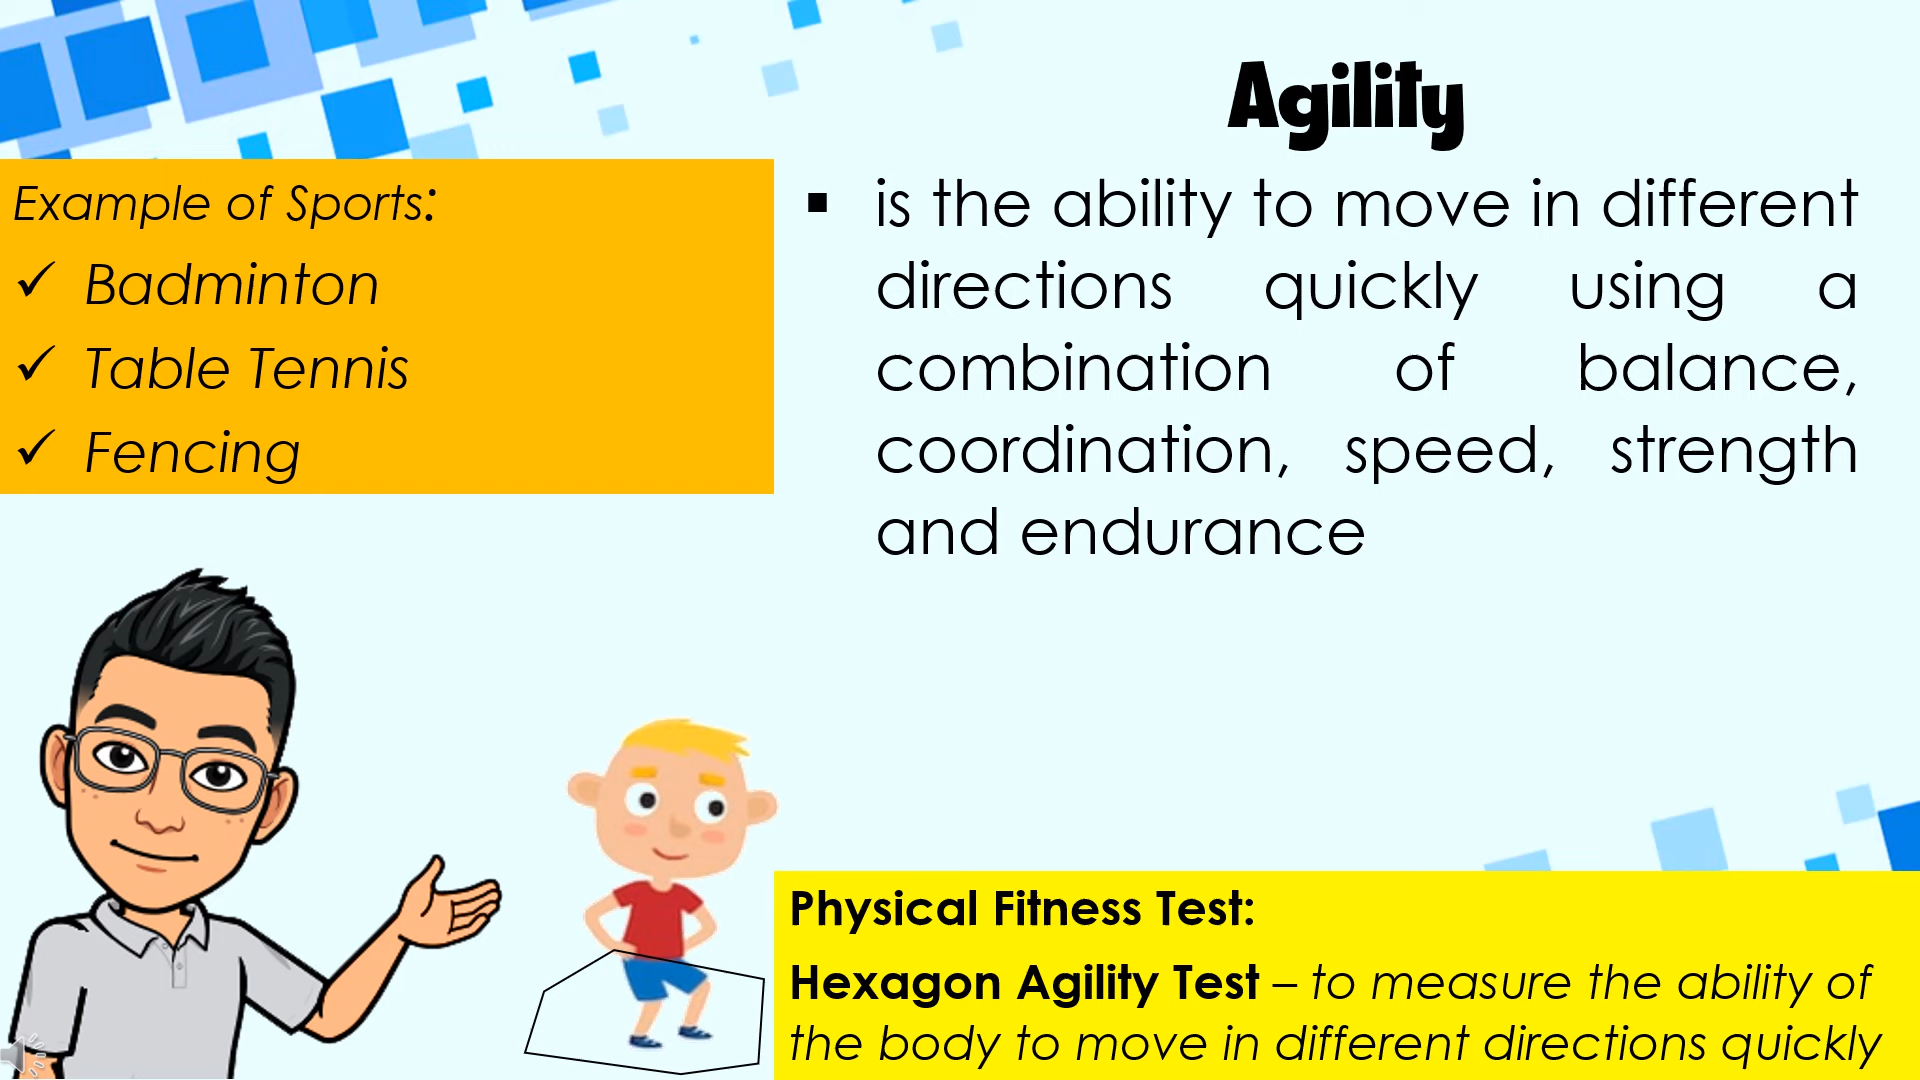 Agility
Example of Sports:
✓ Badminton
✓ Table Tennis
✓ Fencing
▪ is the ability to move in different
directions quickly using a
combination of balance,
coordination, speed, strength
and endurance
Physical Fitness Test:
Hexagon Agility Test – to measure the ability of
the body to move in different directions quickly